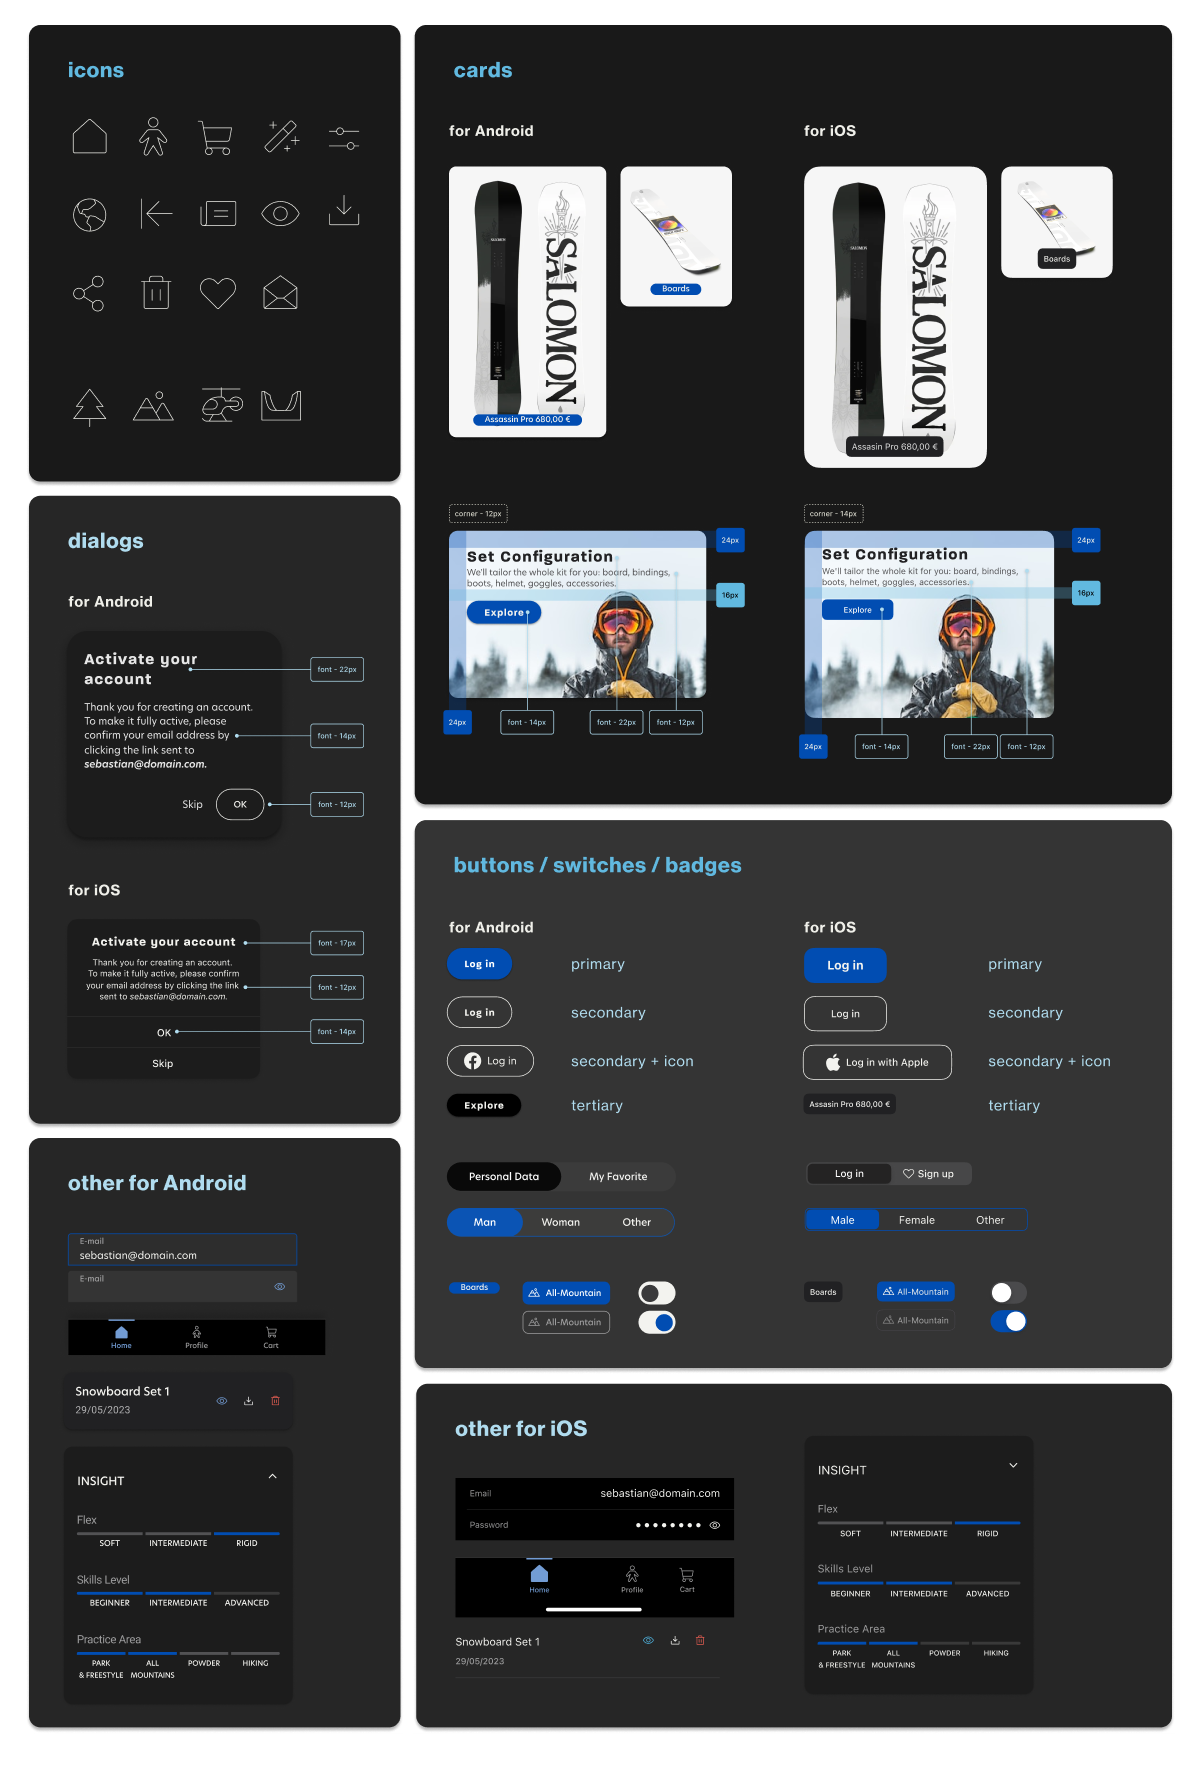 icons
cards
for Android
SALOMON
SALOMON
Assassin Pro 680,00 €
Boards
for iOS
SALOMON
SALOMON
Assasin Pro 680,00 €
Boards
corner - 12px
Set Configuration
We'll tailor the whole kit for you: board, bindings,
boots, helmet, goggles, accessories.
Explore
24px
16px
24px
font - 14px
font - 22px
font - 12px
corner - 14px
Set Configuration
We'll tailor the whole kit for you: board, bindings,
boots, helmet, goggles, accessories.
Explore
24px
16px
24px
font - 14px
font - 22px
font - 12px
dialogs
for Android
Activate your
account
Thank you for creating an account.
To make it fully active, please
confirm your email address by
clicking the link sent to
sebastian@domain.com.
Skip
OK
font - 22px
font - 14px
font - 12px
for iOS
Activate your account
Thank you for creating an account.
To make it fully active, please confirm
your email address by clicking the link
sent to sebastian@domain.com.
OK
Skip
font - 17px
font - 12px
font - 14px
buttons / switches / badges
for Android
Log in
primary
Log in
secondary
Log in
secondary + icon
Explore
tertiary
Personal Data
My Favorite
Man
Woman
Other
Boards
All-Mountain
All-Mountain
for iOS
Log in
primary
Log in
secondary
Log in with Apple
secondary + icon
Assasin Pro 680,00 €
tertiary
Log in
Sign up
Male
Female
Other
Boards
All-Mountain
All-Mountain
other for Android
E-mail
sebastian@domain.com
E-mail
Home
Profile
Cart
Snowboard Set 1
29/05/2023
INSIGHT
Flex
SOFT
INTERMEDIATE
RIGID
Skills Level
BEGINNER
INTERMEDIATE
ADVANCED
Practice Area
PARK
& FREESTYLE
ALL
MOUNTAINS
POWDER
HIKING
other for iOS
Email
sebastian@domain.com
Password
Home
Profile
Cart
Snowboard Set 1
29/05/2023
INSIGHT
Flex
SOFT
INTERMEDIATE
RIGID
Skills Level
BEGINNER
INTERMEDIATE
ADVANCED
Practice Area
PARK
& FREESTYLE
ALL
MOUNTAINS
POWDER
HIKING